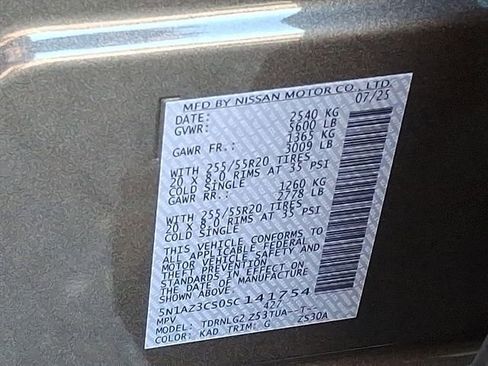 MFD BY NISSAN MOTOR CO., LTD.
DATE: 07/25
GVWR: 2540 KG
5600 LB
GAWR FR.: 1365 KG
3009 LB
WITH 255/55R20 TIRES
20 X 8.0 RIMS AT 35 PSI
COLD SINGLE
GAWR RR.: 1260 KG
2778 LB
WITH 255/55R20 TIRES
20 X 8.0 RIMS AT 35 PSI
COLD SINGLE
THIS VEHICLE CONFORMS TO
ALL APPLICABLE FEDERAL
MOTOR VEHICLE SAFETY AND
THEFT PREVENTION
STANDARDS IN EFFECT ON
THE DATE OF MANUFACTURE
SHOWN ABOVE.
5N1AZ3CS0SC141754
MPV 427
MODEL: TDRNLG2 ZS3TUA--T--
COLOR: KAD TRIM: G ZS30A